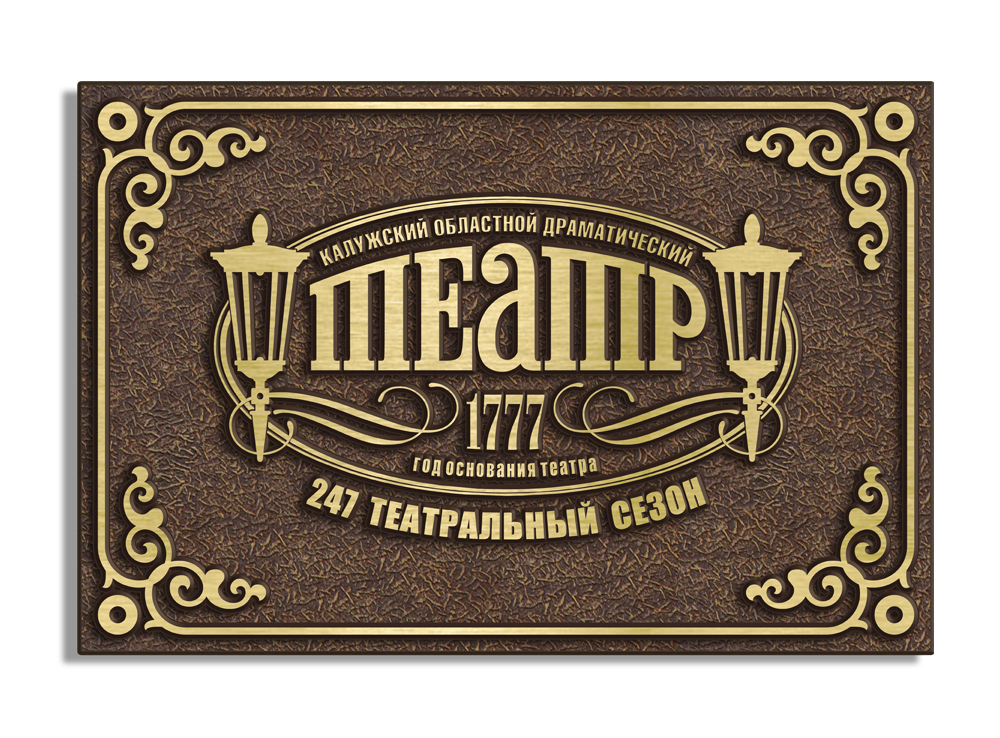 КАЛУЖСКИЙ ОБЛАСТНОЙ ДРАМАТИЧЕСКИЙ
ТЕАТР
1777
ГОД ОСНОВАНИЯ ТЕАТРА
247 ТЕАТРАЛЬНЫЙ СЕЗОН